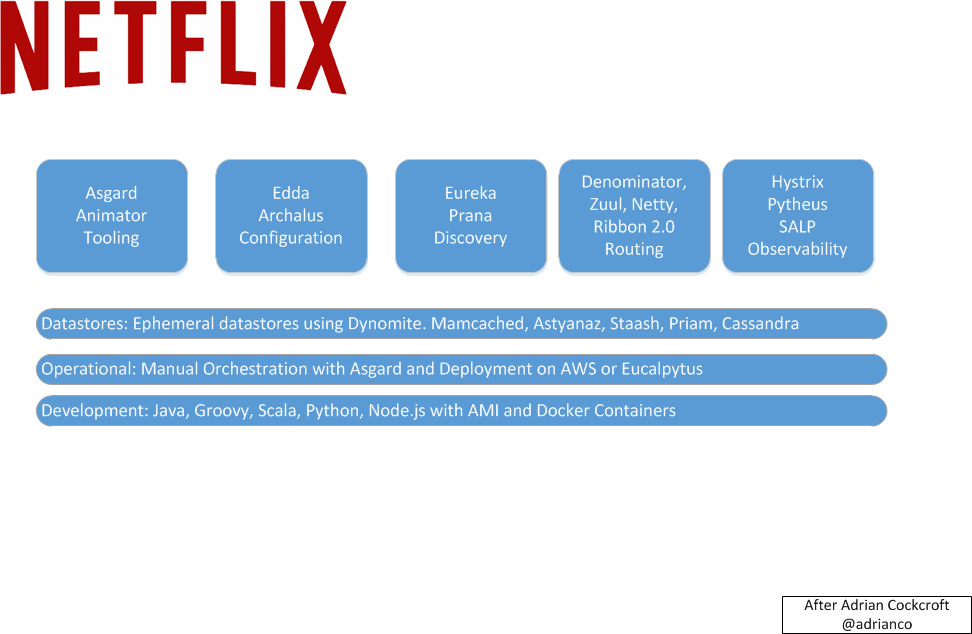 NETFLIX
Asgard
Animator
Tooling
Edda
Archalus
Configuration
Eureka
Prana
Discovery
Denominator,
Zuul, Netty,
Ribbon 2.0
Routing
Hystrix
Pytheus
SALP
Observability
Datastores: Ephemeral datastores using Dynomite. Mamcached, Astyanaz, Staash, Priam, Cassandra
Operational: Manual Orchestration with Asgard and Deployment on AWS or Eucalpytus
Development: Java, Groovy, Scala, Python, Node.js with AMI and Docker Containers
After Adrian Cockcroft
@adrianco